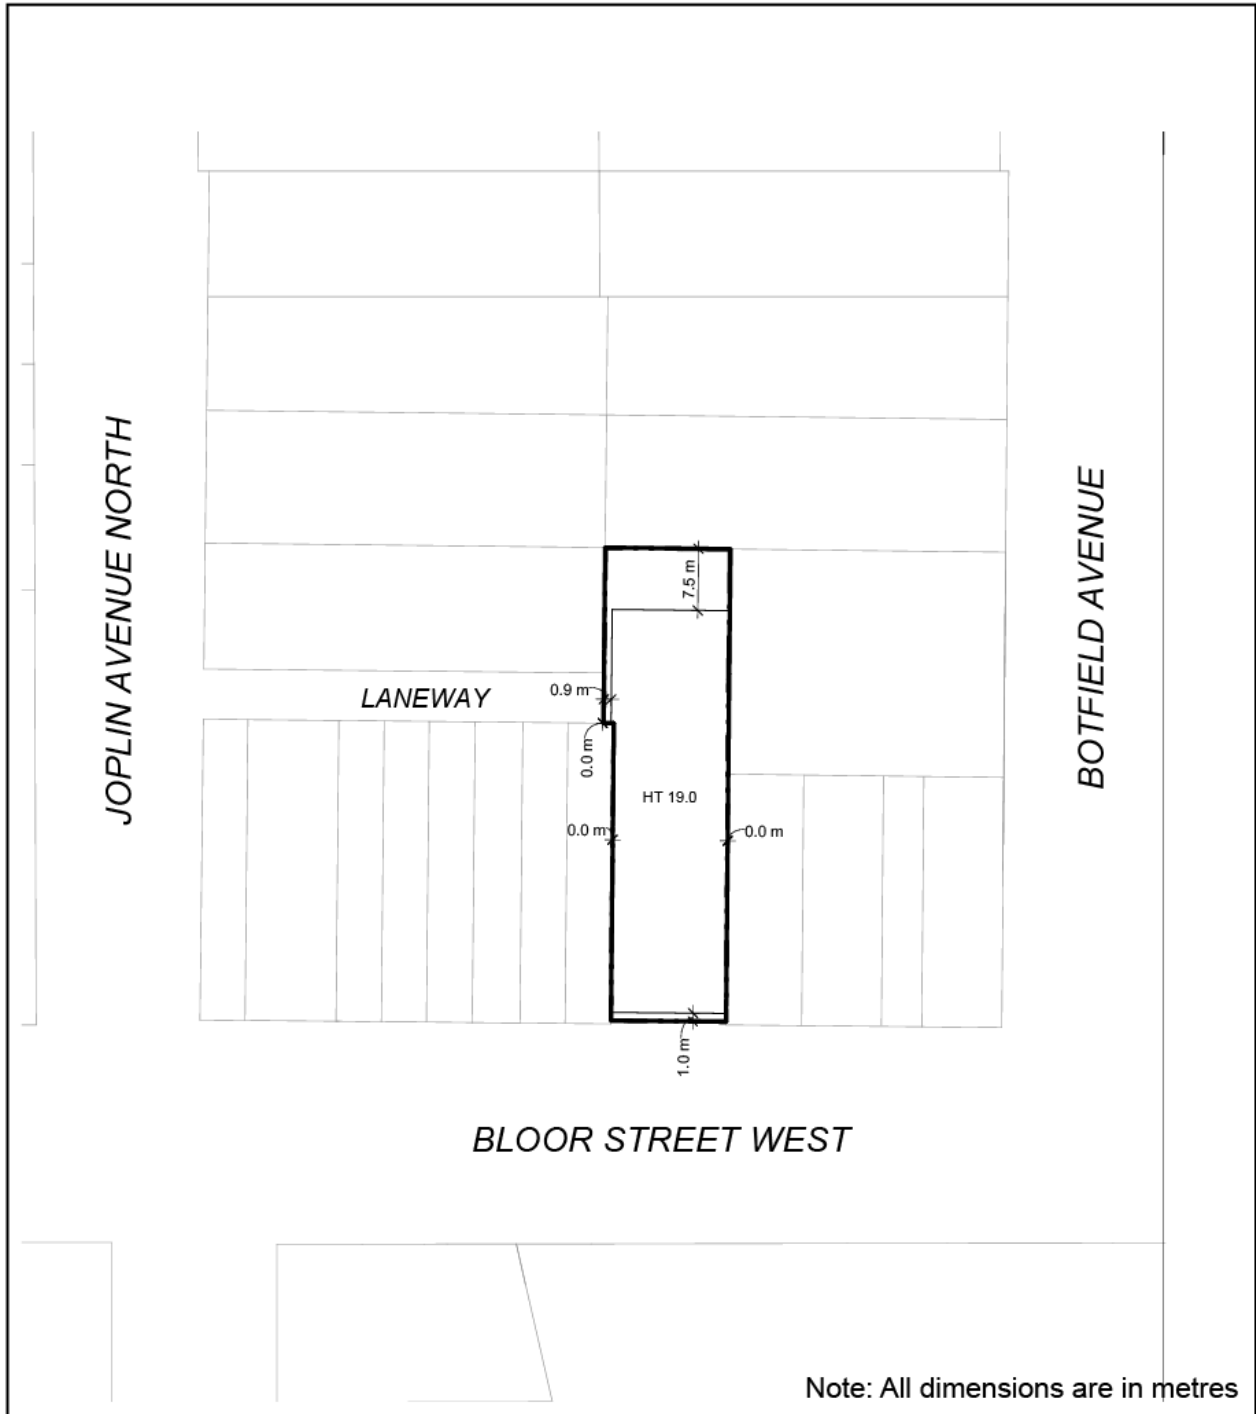 JOPLIN AVENUE NORTH
BOTFIELD AVENUE
7.5 m
LANEWAY
0.9 m
0.0 m
HT 19.0
0.0 m
0.0 m
1.0 m
BLOOR STREET WEST
Note: All dimensions are in metres